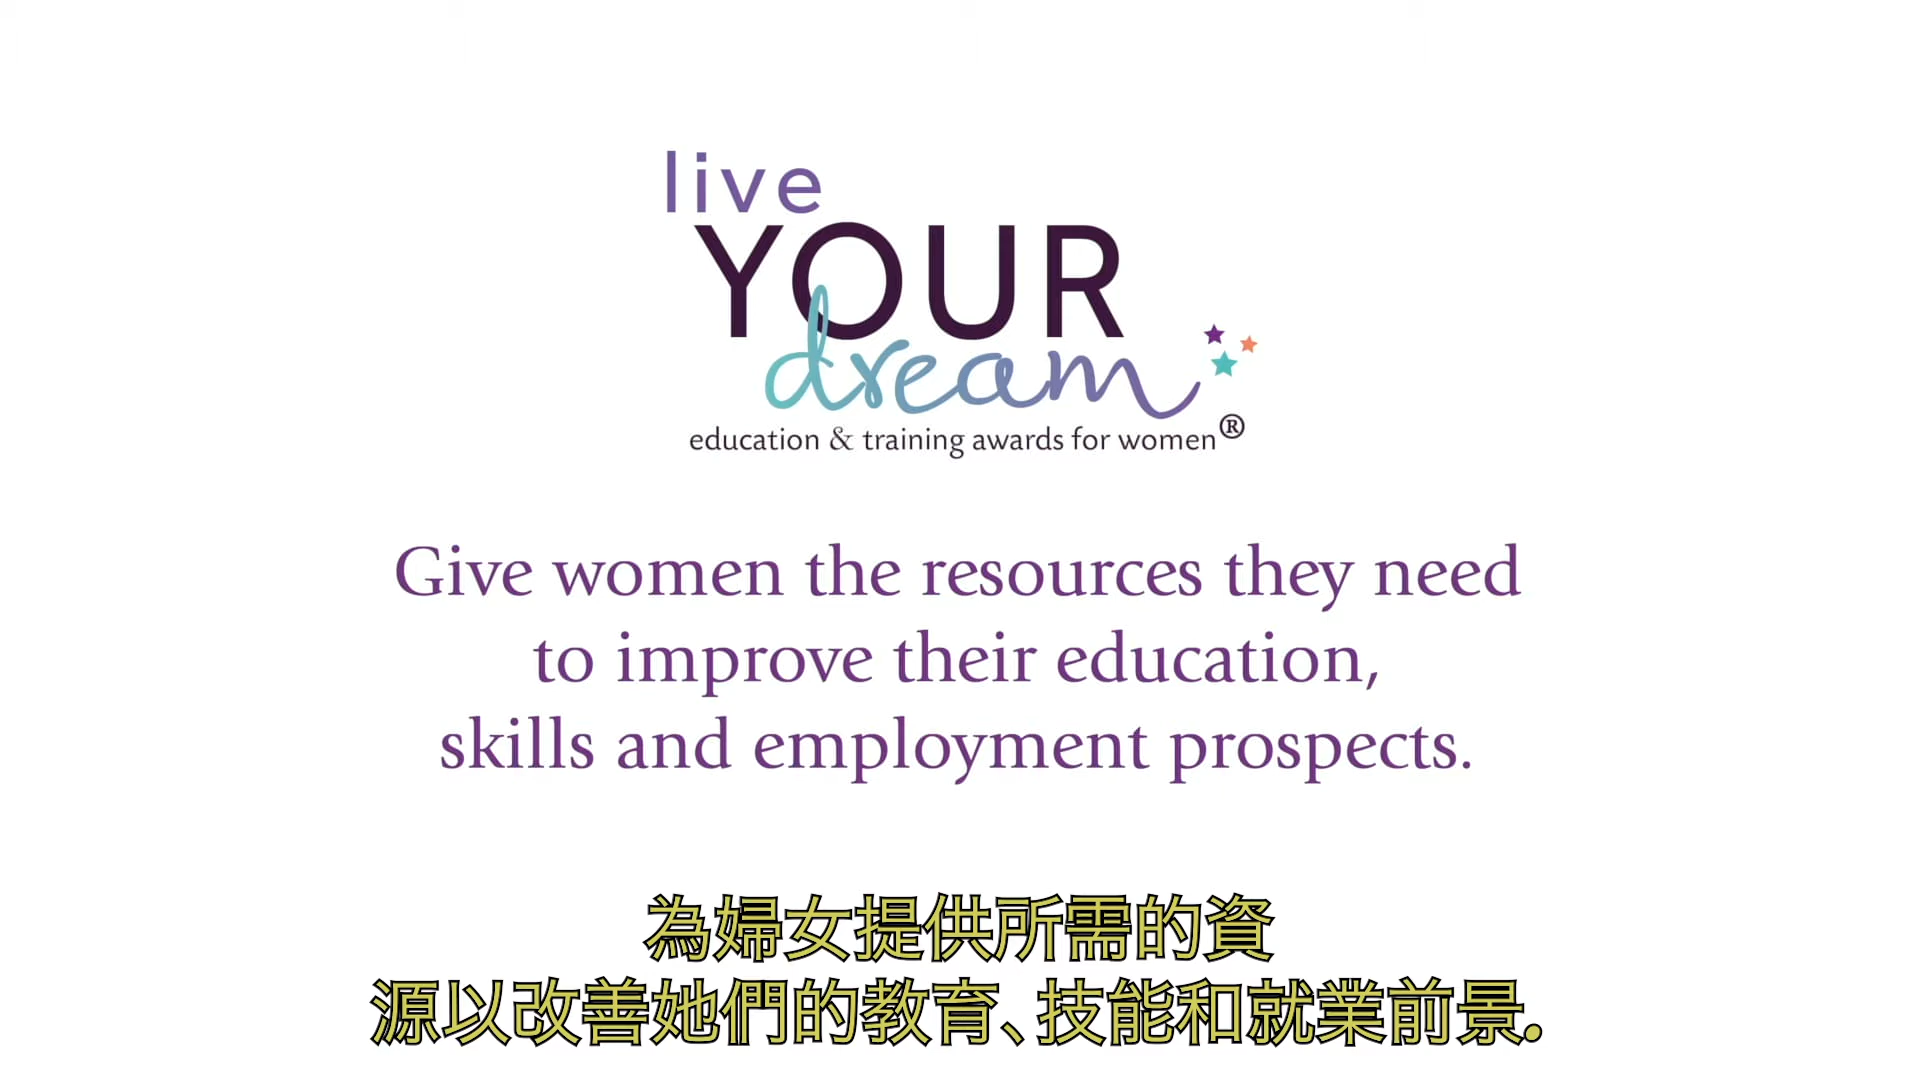 live
YOUR
dream
education & training awards for women®
Give women the resources they need
to improve their education,
skills and employment prospects.
為婦女提供所需的資
源以改善她們的教育、技能和就業前景.